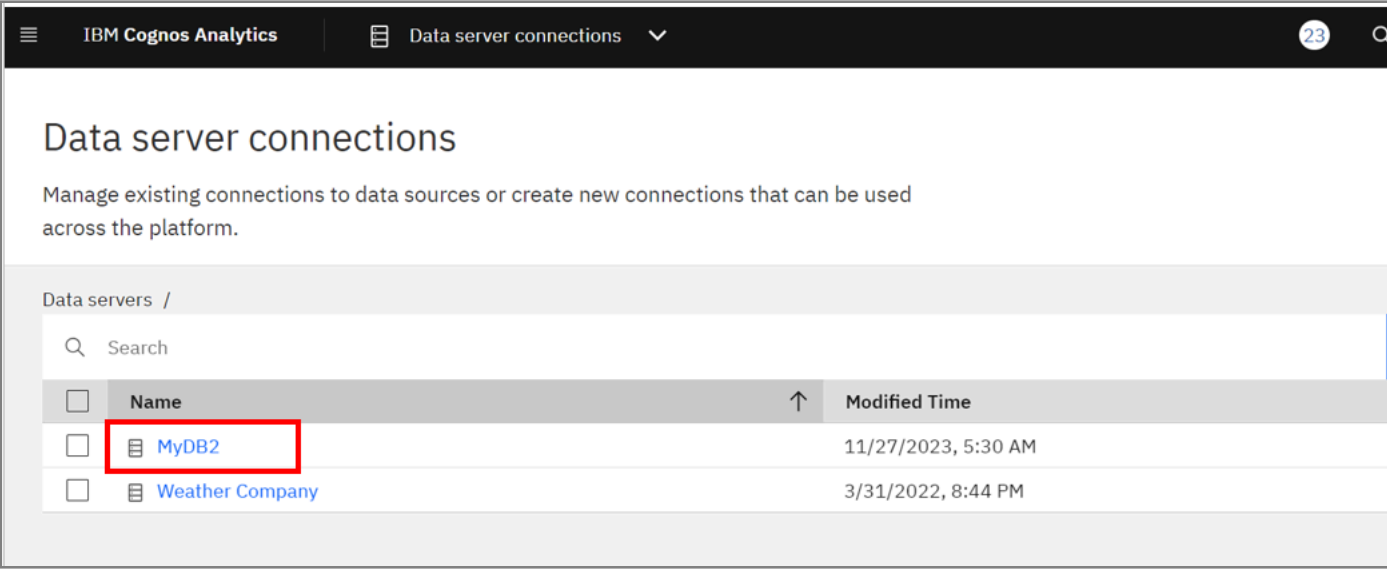 IBM Cognos Analytics Data server connections 23
Data server connections
Manage existing connections to data sources or create new connections that can be used
across the platform.
Data servers /
Search
Name Modified Time
MyDB2 11/27/2023, 5:30 AM
Weather Company 3/31/2022, 8:44 PM